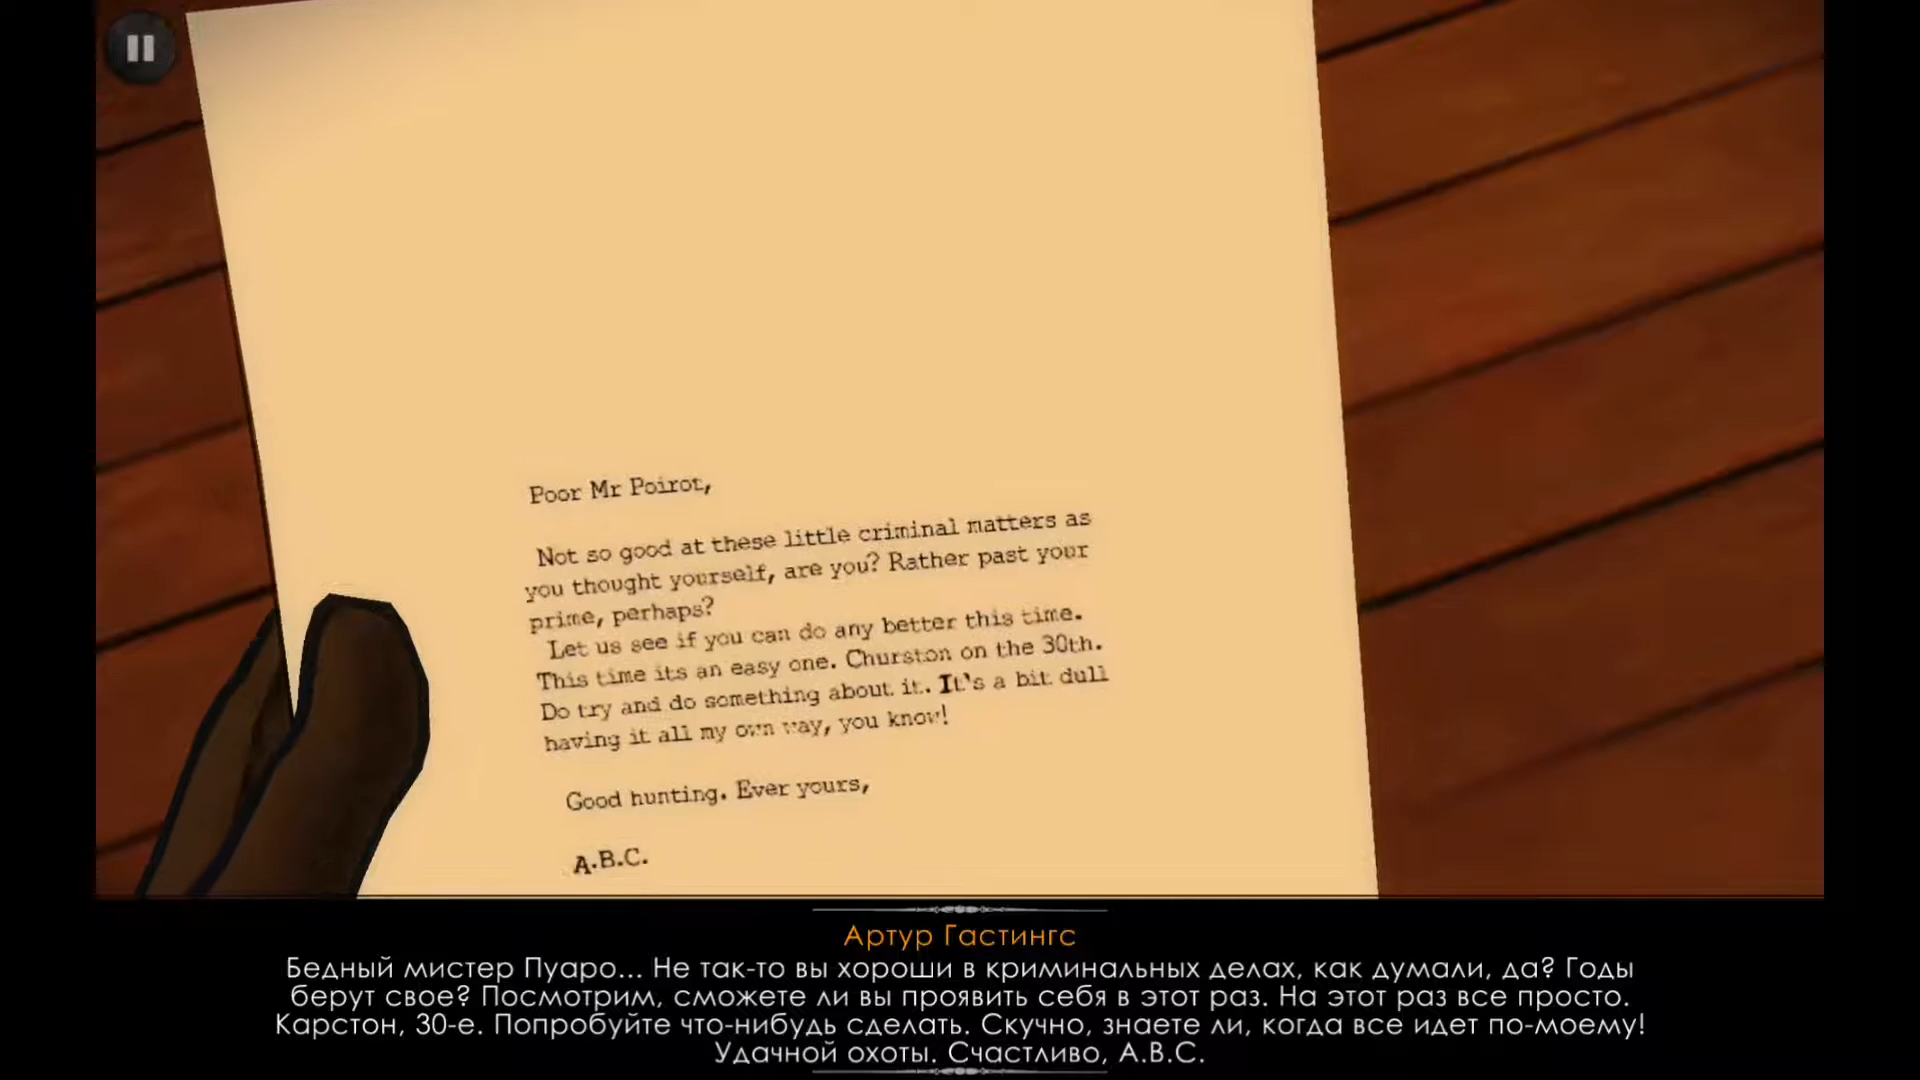 Poor Mr Poirot,
Not so good at these little criminal matters as
you thought yourself, are you? Rather past your
prime, perhaps?
Let us see if you can do any better this time.
This time its an easy one. Churston on the 30th.
Do try and do something about it. It's a bit dull
having it all my own way, you know!
Good hunting. Ever yours,
A.B.C.
Артур Гастингс
Бедный мистер Пуаро... Не так-то вы хороши в криминальных делах, как думали, да? Годы
берут свое? Посмотрим, сможете ли вы проявить себя в этот раз. На этот раз все просто.
Карстон, 30-е. Попробуйте что-нибудь сделать. Скучно, знаете ли, когда все идет по-моему!
Удачной охоты. Счастливо, A.B.C.